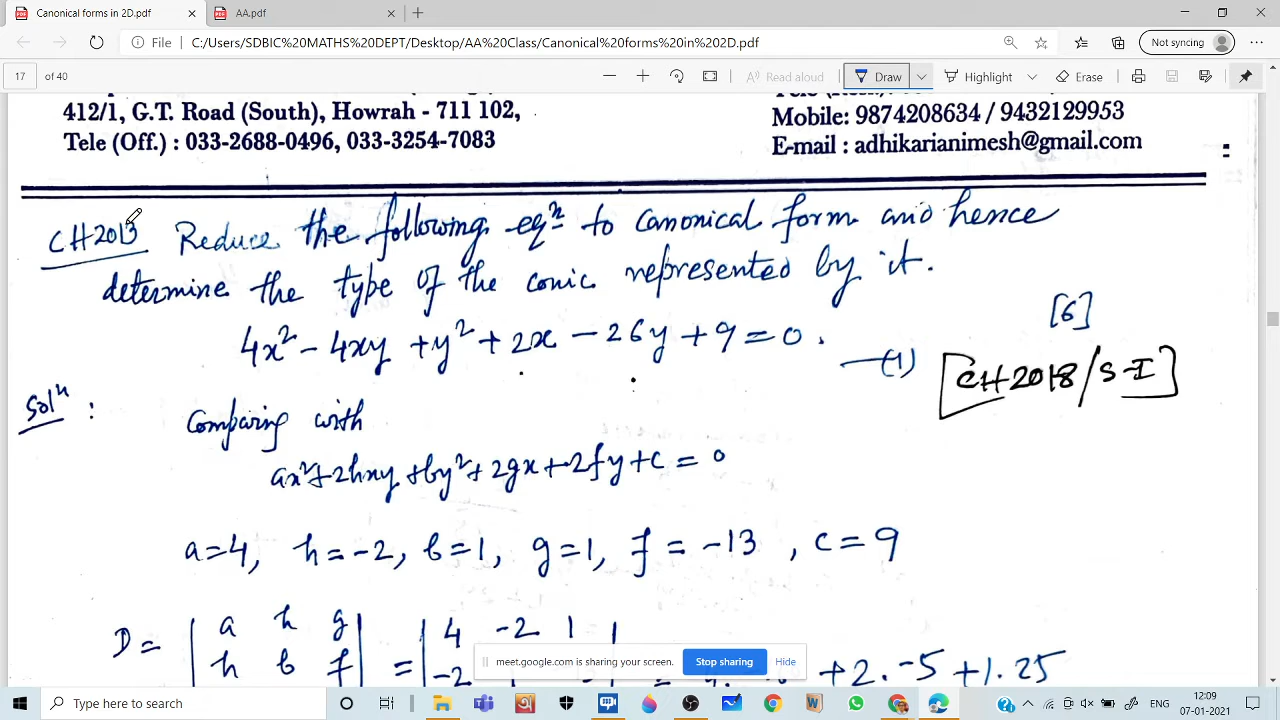 Canonical forms in 2D.pdf
AA.pdf
File C:/Users/SDBIC%20MATHS%20DEPT/Desktop/AA%20Class/Canonical%20forms%20in%202D.pdf
Not syncing
17 of 40
Read aloud
Draw
Highlight
Erase
412/1, G.T. Road (South), Howrah - 711 102,
Mobile: 9874208634 / 9432129953
Tele (Off.) : 033-2688-0496, 033-3254-7083
E-mail : adhikarianimesh@gmail.com
CH2013 Reduce the following eqⁿ to canonical form and hence
determine the type of the conic represented by it.
[6]
4x² - 4xy + y² + 2x - 26y + 9 = 0. —(1)
[CH2018/S-I]
Solⁿ :
Comparing with
ax²+2hxy+by²+2gx+2fy+c = 0
a=4, h=-2, b=1, g=1, f=-13, c=9
D = | a h g | = | 4 -2 1 |
h b f = -2
+2.-5+1.25
meet.google.com is sharing your screen.
Stop sharing
Hide
Type here to search
ENG
12:09
07-01-2021